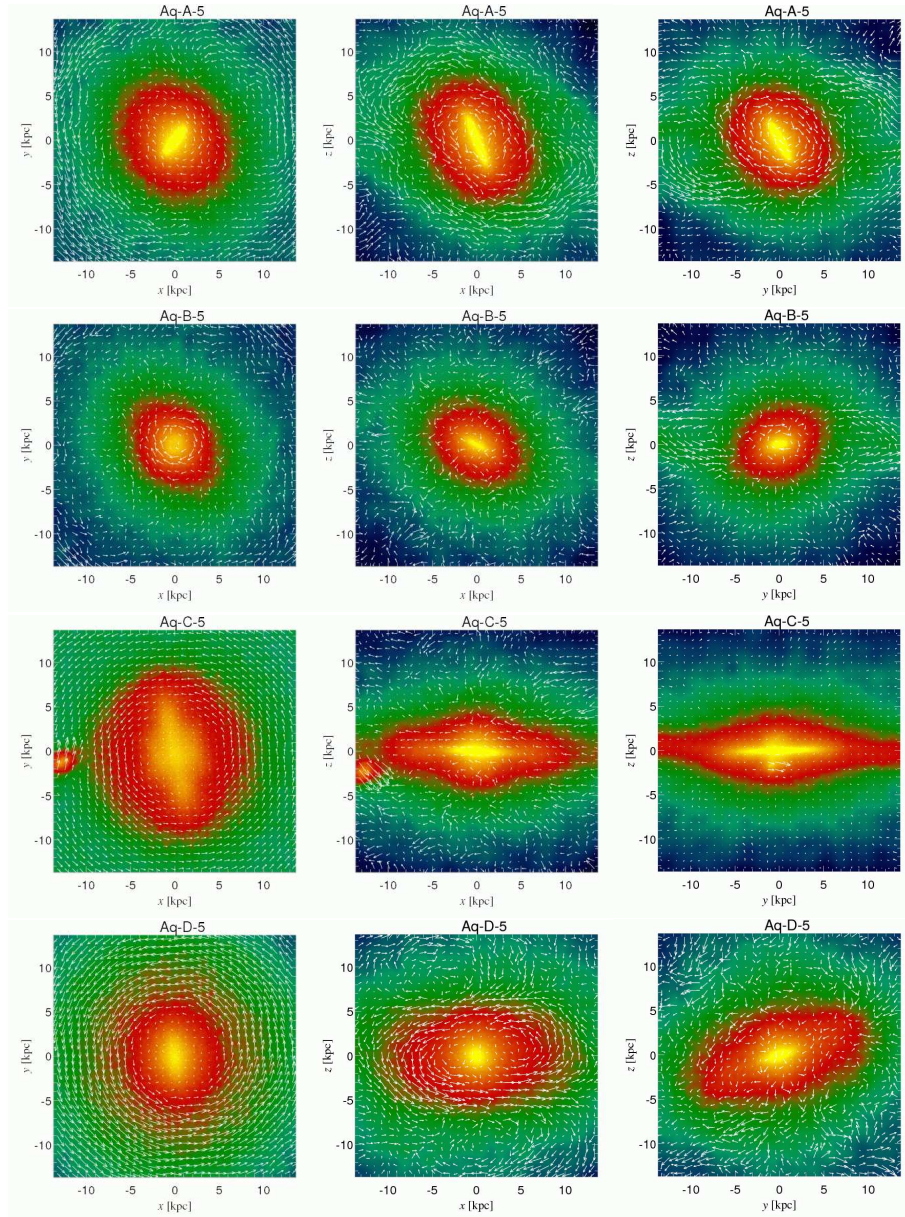 Aq-A-5 Aq-A-5 Aq-A-5
10 10 10
5 5 5
y [kpc] z [kpc] z [kpc]
0 0 0
-5 -5 -5
-10 -10 -10
-10 -5 0 5 10 -10 -5 0 5 10 -10 -5 0 5 10
x [kpc] x [kpc] y [kpc]
Aq-B-5 Aq-B-5 Aq-B-5
10 10 10
5 5 5
y [kpc] z [kpc] z [kpc]
0 0 0
-5 -5 -5
-10 -10 -10
-10 -5 0 5 10 -10 -5 0 5 10 -10 -5 0 5 10
x [kpc] x [kpc] y [kpc]
Aq-C-5 Aq-C-5 Aq-C-5
10 10 10
5 5 5
y [kpc] z [kpc] z [kpc]
0 0 0
-5 -5 -5
-10 -10 -10
-10 -5 0 5 10 -10 -5 0 5 10 -10 -5 0 5 10
x [kpc] x [kpc] y [kpc]
Aq-D-5 Aq-D-5 Aq-D-5
10 10 10
5 5 5
y [kpc] z [kpc] z [kpc]
0 0 0
-5 -5 -5
-10 -10 -10
-10 -5 0 5 10 -10 -5 0 5 10 -10 -5 0 5 10
x [kpc] x [kpc] y [kpc]